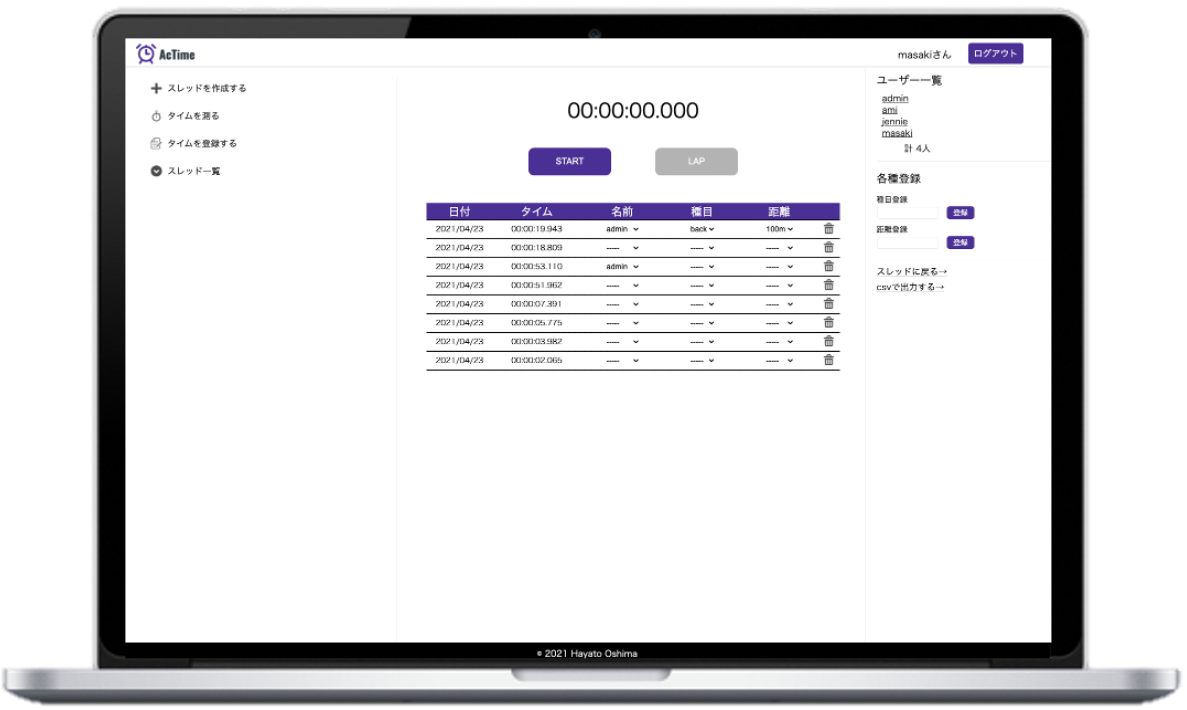 AcTime
masakiさん
ログアウト
スレッドを作成する
タイムを測る
タイムを登録する
スレッド一覧
00:00:00.000
START
LAP
日付 タイム 名前 種目 距離
2021/04/23 00:00:19.943 admin back 100m
2021/04/23 00:00:18.809 ----- ----- -----
2021/04/23 00:00:53.110 admin ----- -----
2021/04/23 00:00:51.962 ----- ----- -----
2021/04/23 00:00:07.391 ----- ----- -----
2021/04/23 00:00:05.775 ----- ----- -----
2021/04/23 00:00:03.982 ----- ----- -----
2021/04/23 00:00:02.065 ----- ----- -----
ユーザー一覧
admin
ami
jennie
masaki
計 4人
各種登録
種目登録
登録
距離登録
登録
スレッドに戻る→
csvで出力する→
© 2021 Hayato Oshima